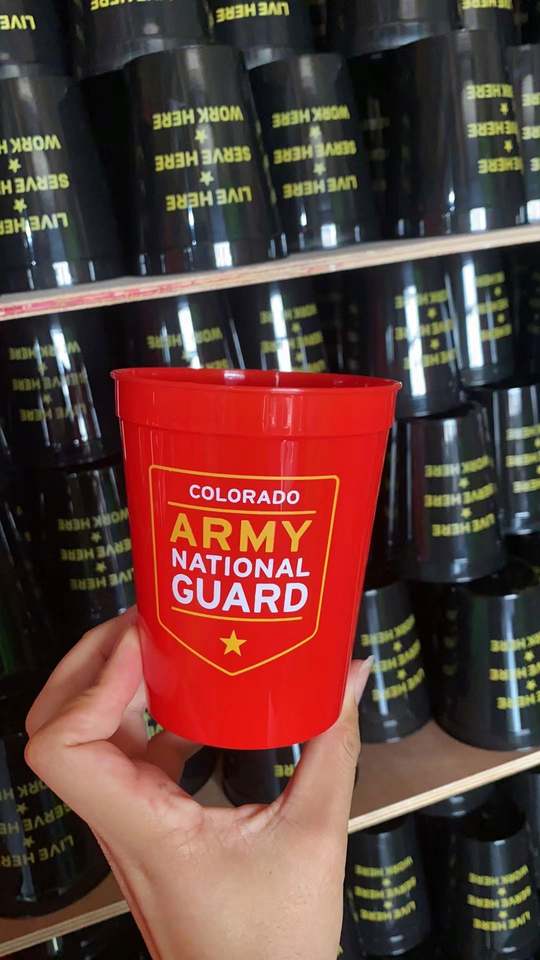 COLORADO
ARMY
NATIONAL
GUARD
LIVE HERE
SERVE HERE
WORK HERE